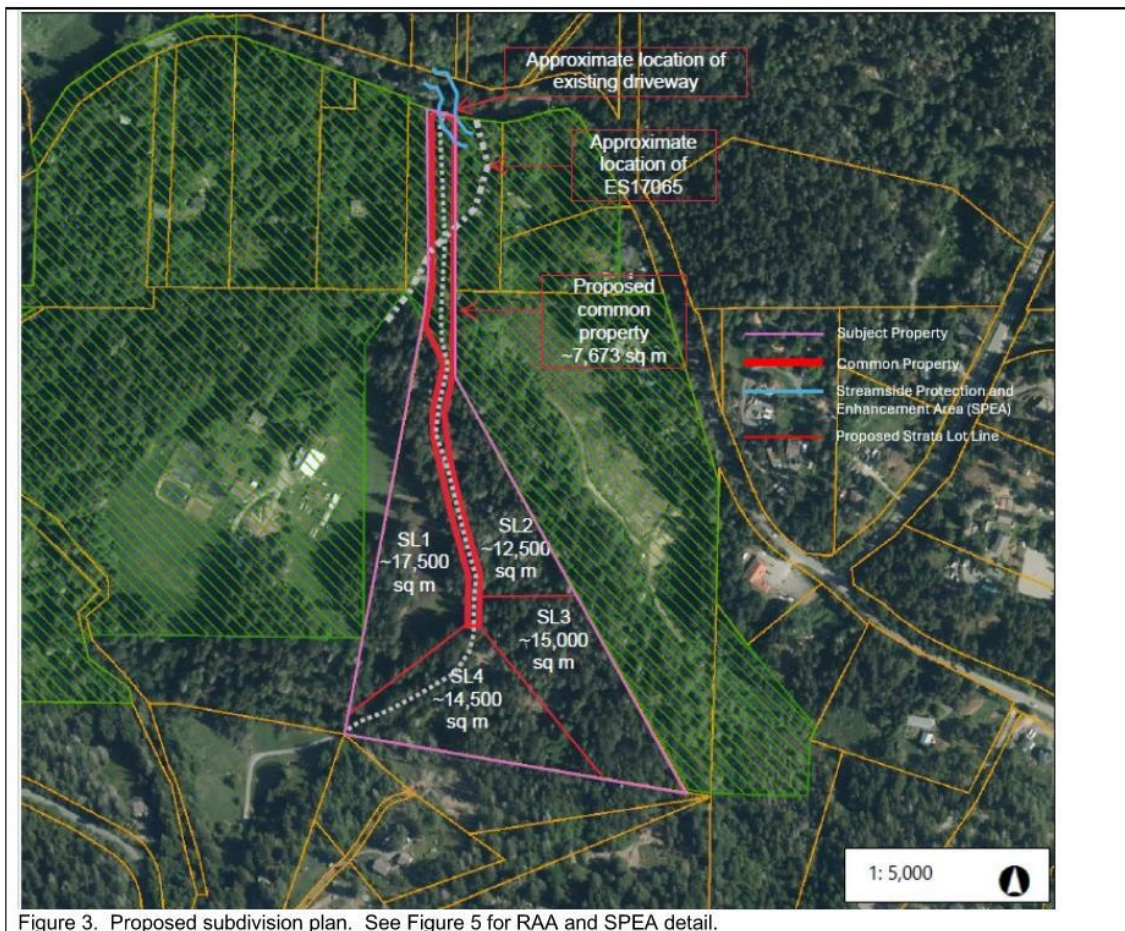 Approximate location of
existing driveway
Approximate
location of
ES17065
Proposed
common
property
~7,673 sq m
Subject Property
Common Property
Streamside Protection and
Enhancement Area (SPEA)
Proposed Strata Lot Line
SL1
~17,500
sq m
SL2
~12,500
sq m
SL3
~15,000
sq m
SL4
~14,500
sq m
1: 5,000
Figure 3. Proposed subdivision plan. See Figure 5 for RAA and SPEA detail.